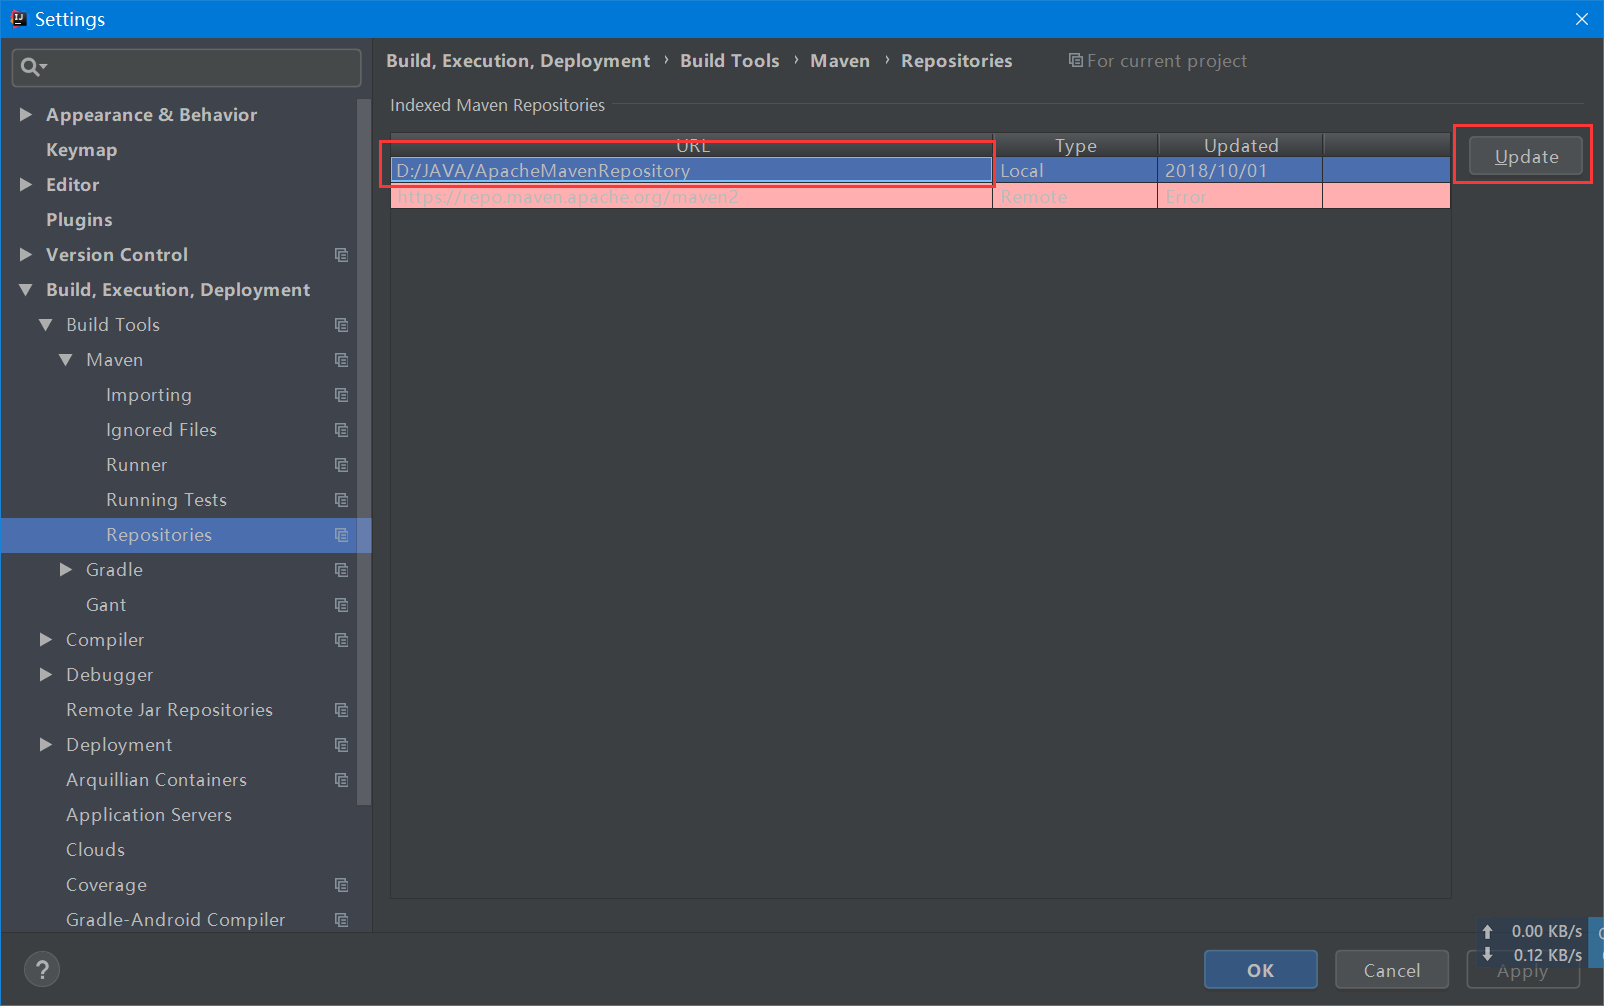 Settings
Build, Execution, Deployment › Build Tools › Maven › Repositories For current project
Indexed Maven Repositories
URL Type Updated
D:/JAVA/ApacheMavenRepository Local 2018/10/01
https://repo.maven.apache.org/maven2 Remote Error
Update
Appearance & Behavior
Keymap
Editor
Plugins
Version Control
Build, Execution, Deployment
Build Tools
Maven
Importing
Ignored Files
Runner
Running Tests
Repositories
Gradle
Gant
Compiler
Debugger
Remote Jar Repositories
Deployment
Arquillian Containers
Application Servers
Clouds
Coverage
Gradle-Android Compiler
0.00 KB/s
0.12 KB/s
?
OK
Cancel
Apply